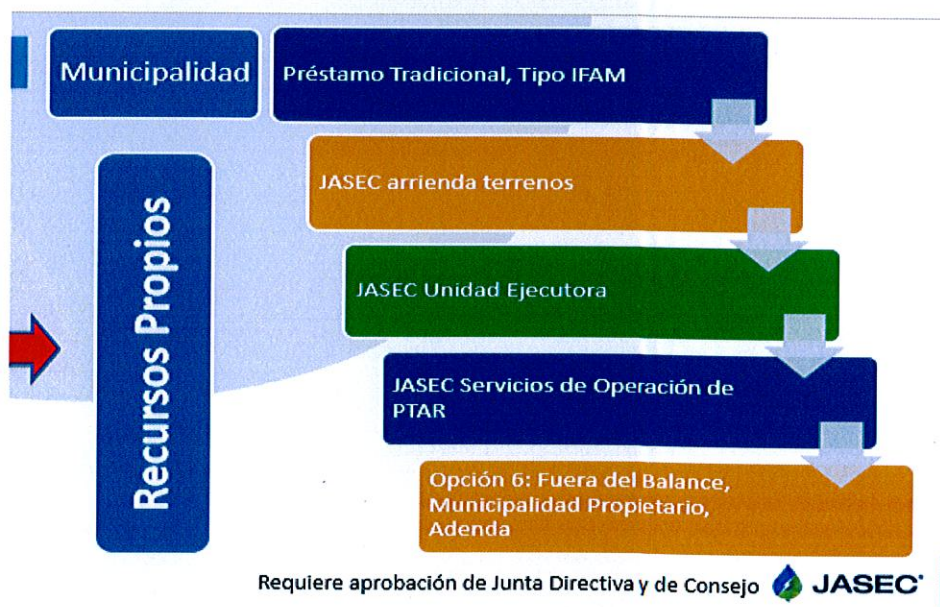 Municipalidad
Préstamo Tradicional, Tipo IFAM
JASEC arrienda terrenos
Recursos Propios
JASEC Unidad Ejecutora
JASEC Servicios de Operación de
PTAR
Opción 6: Fuera del Balance,
Municipalidad Propietario,
Adenda
Requiere aprobación de Junta Directiva y de Consejo
JASEC